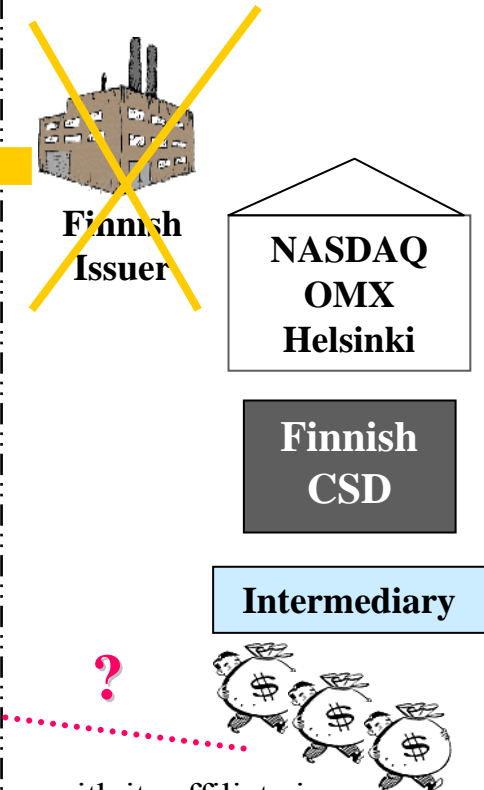 Finnish
Issuer
NASDAQ
OMX
Helsinki
Finnish
CSD
Intermediary
?
$
$
$